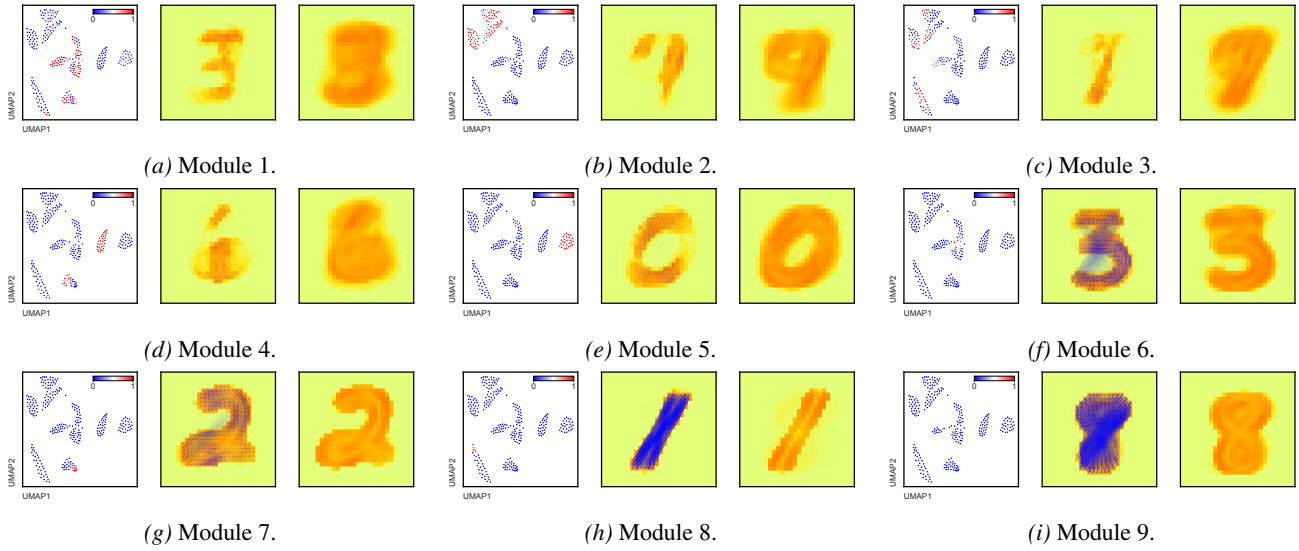 0 1
0 1
0 1
UMAP2
UMAP2
UMAP2
UMAP1
UMAP1
UMAP1
(a) Module 1.
(b) Module 2.
(c) Module 3.
0 1
0 1
0 1
UMAP2
UMAP2
UMAP2
UMAP1
UMAP1
UMAP1
(d) Module 4.
(e) Module 5.
(f) Module 6.
0 1
0 1
0 1
UMAP2
UMAP2
UMAP2
UMAP1
UMAP1
UMAP1
(g) Module 7.
(h) Module 8.
(i) Module 9.